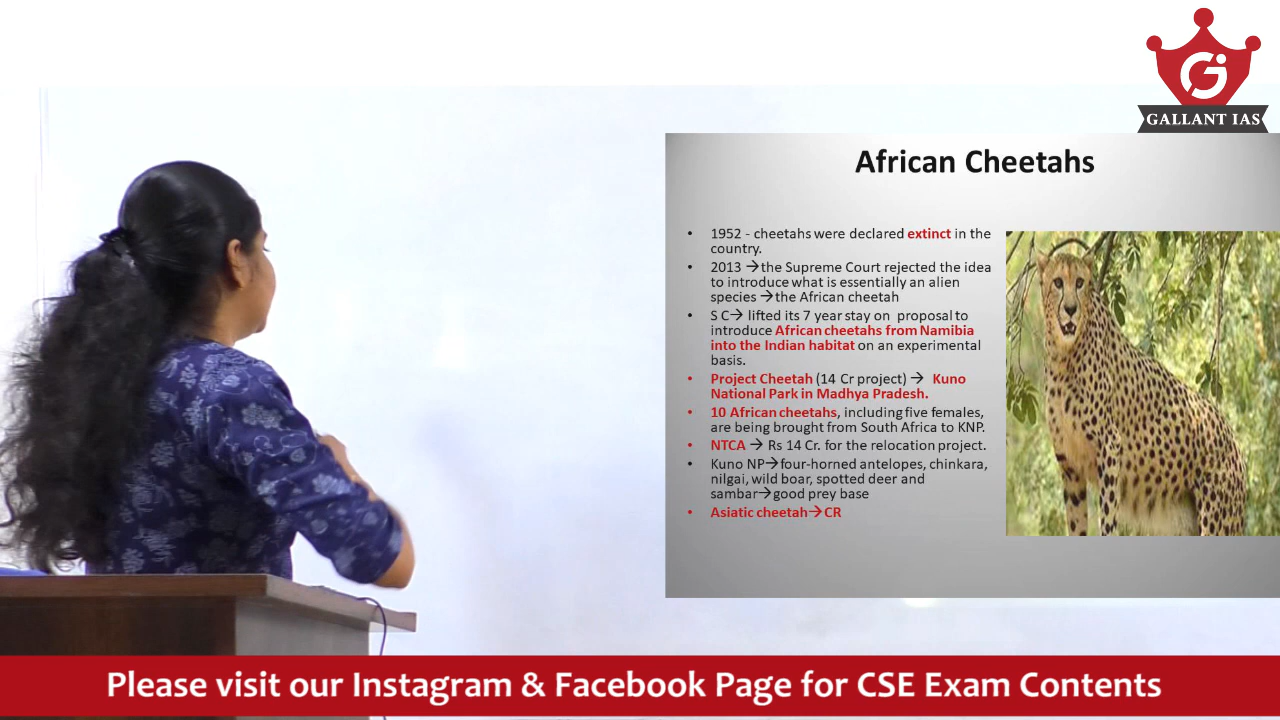 GALLANT IAS
African Cheetahs
• 1952 - cheetahs were declared extinct in the
country.
• 2013 →the Supreme Court rejected the idea
to introduce what is essentially an alien
species →the African cheetah
• S C→ lifted its 7 year stay on proposal to
introduce African cheetahs from Namibia
into the Indian habitat on an experimental
basis.
• Project Cheetah (14 Cr project) → Kuno
National Park in Madhya Pradesh.
• 10 African cheetahs, including five females,
are being brought from South Africa to KNP.
• NTCA → Rs 14 Cr. for the relocation project.
• Kuno NP→four-horned antelopes, chinkara,
nilgai, wild boar, spotted deer and
sambar→good prey base
• Asiatic cheetah→CR
Please visit our Instagram & Facebook Page for CSE Exam Contents